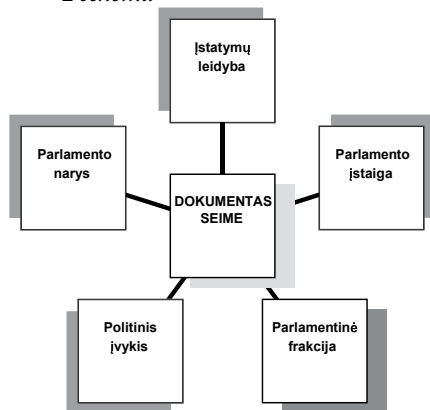 Įstatymų
leidyba
Parlamento
narys
Parlamento
įstaiga
DOKUMENTAS
SEIME
Politinis
įvykis
Parlamentinė
frakcija